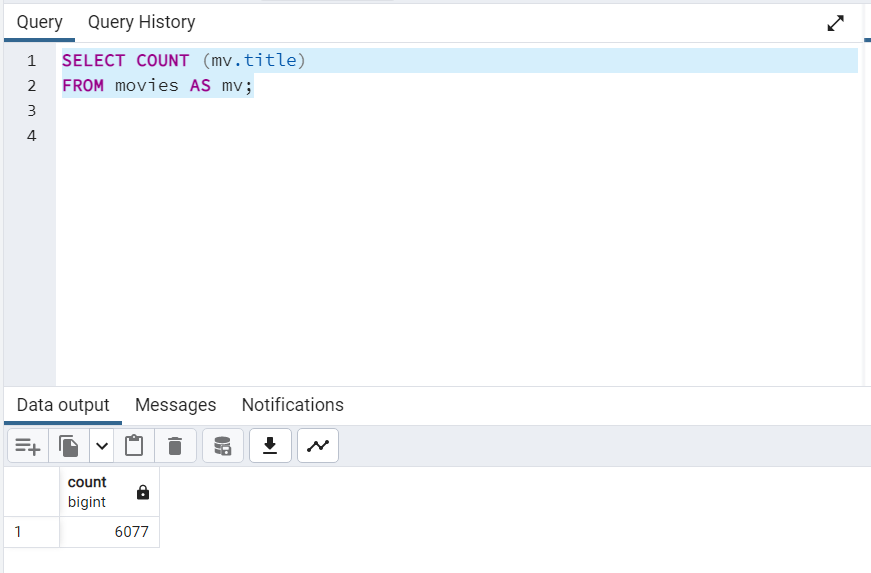 Query Query History
1 SELECT COUNT (mv.title)
2 FROM movies AS mv;
3
4
Data output Messages Notifications
count
bigint
1 6077